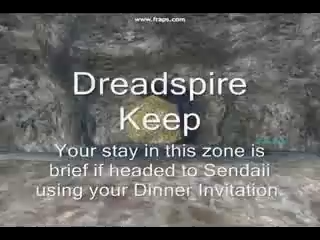 www.fraps.com
Dreadspire
Keep
Your stay in this zone is
brief if headed to Sendaii
using your Dinner Invitation.